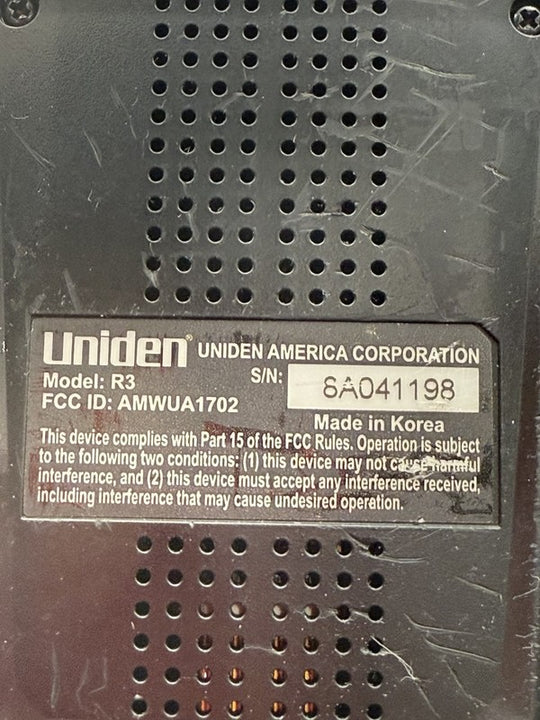 Uniden® UNIDEN AMERICA CORPORATION
Model: R3
S/N: 8A041198
FCC ID: AMWUA1702
Made in Korea
This device complies with Part 15 of the FCC Rules. Operation is subject
to the following two conditions: (1) this device may not cause harmful
interference, and (2) this device must accept any interference received,
including interference that may cause undesired operation.